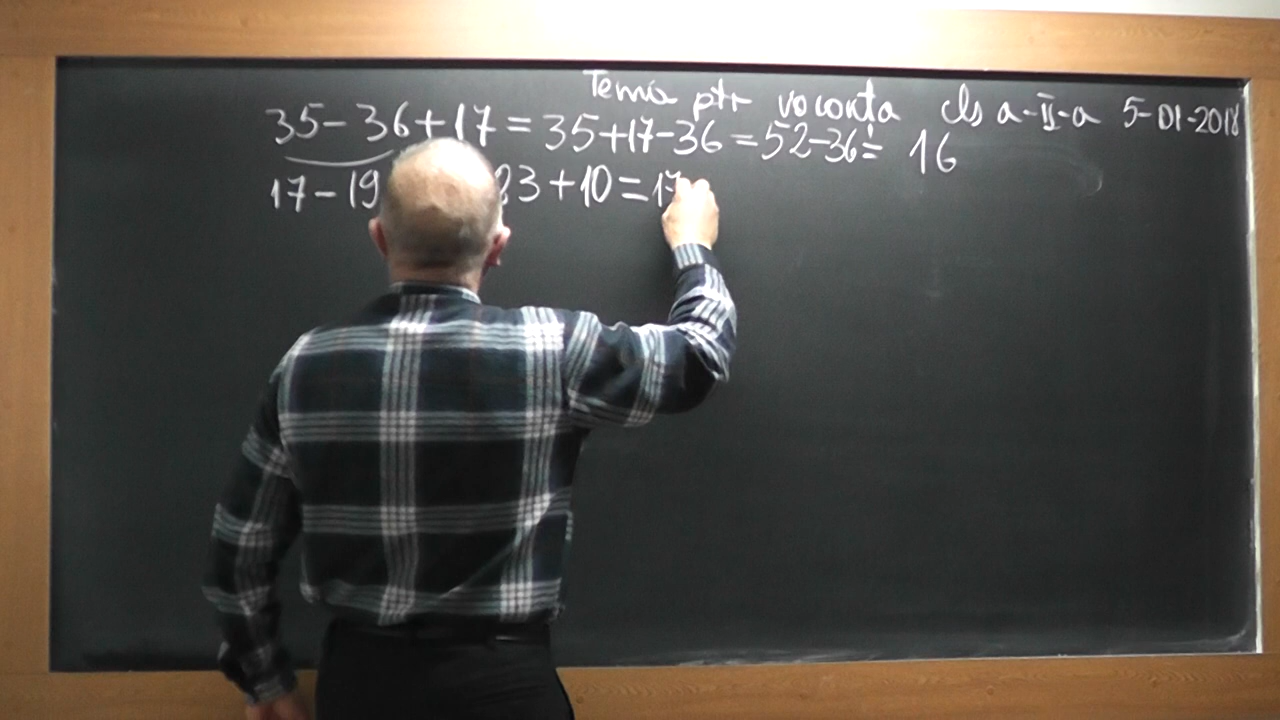 Tema ptr vacanta cls a-II-a 5-01-2018
35-36+17=35+17-36=52-36= 16
17-19 23+10=17